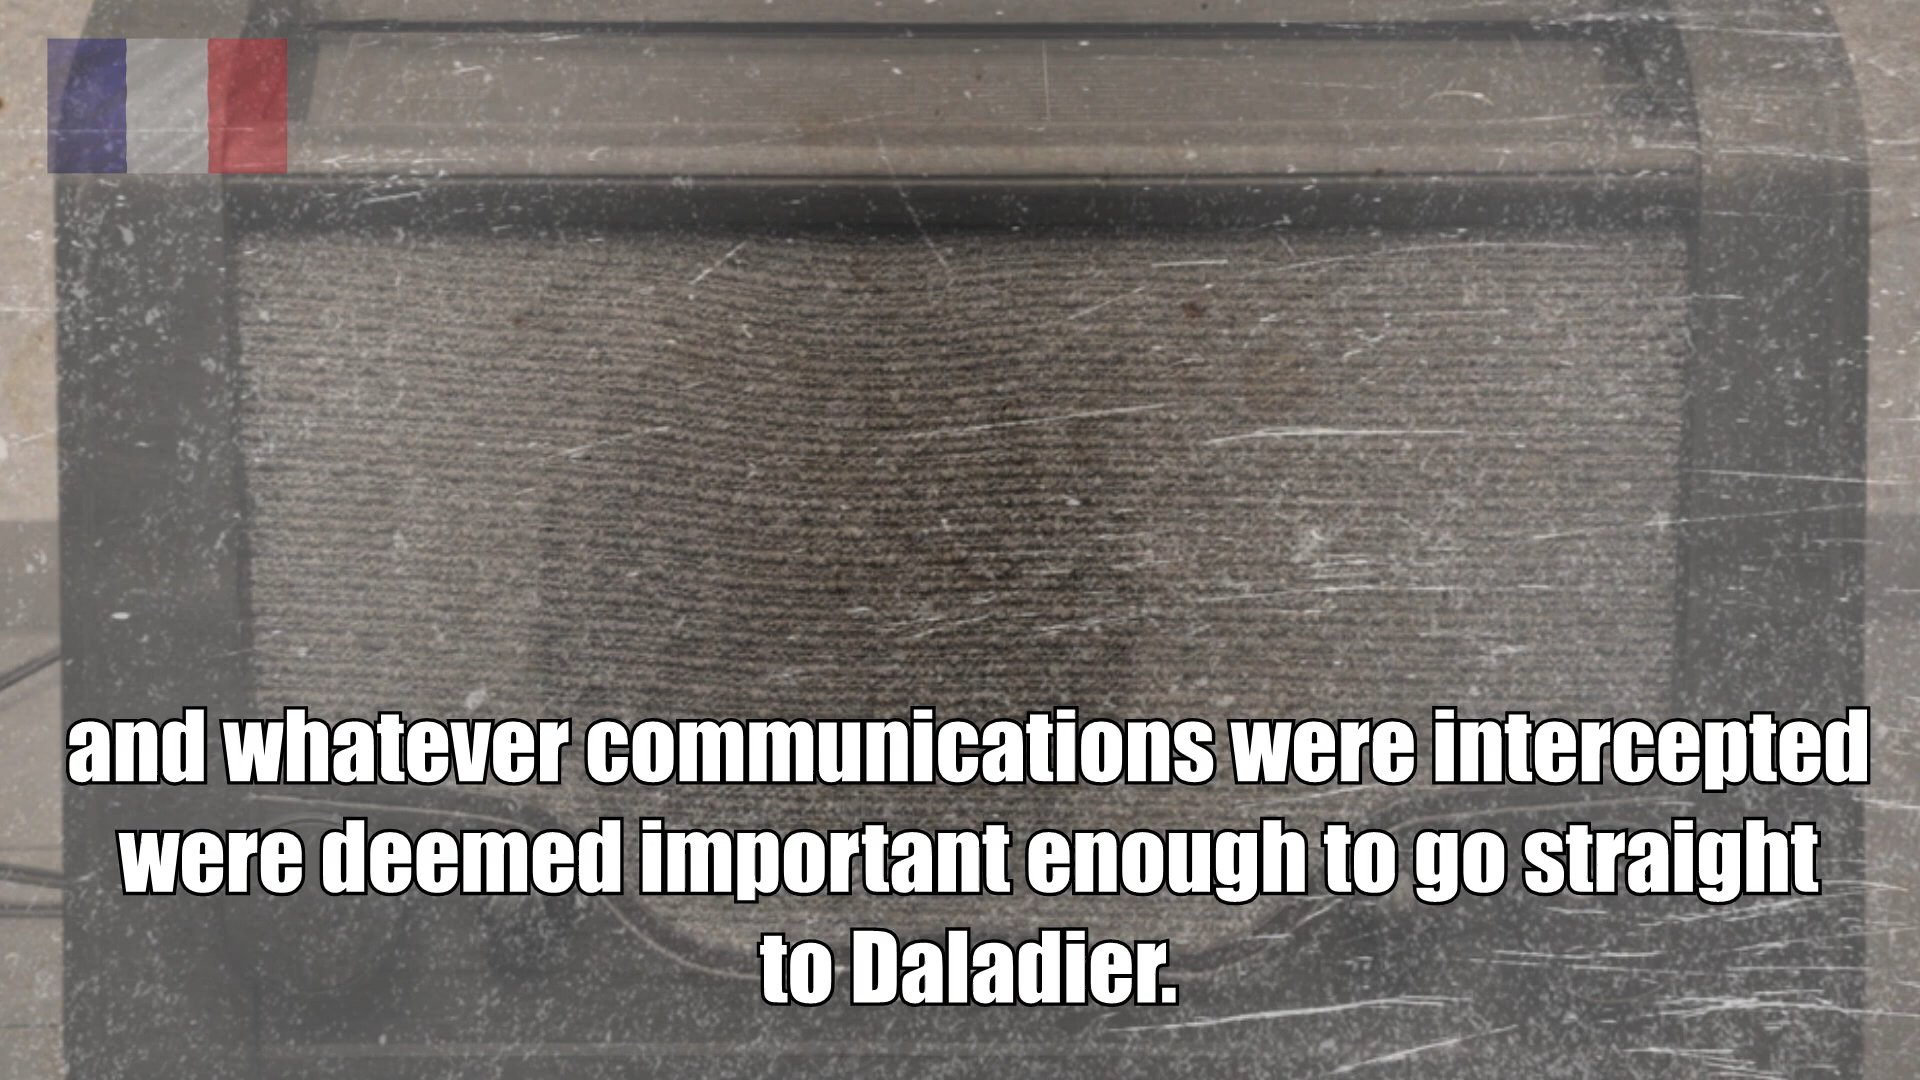 and whatever communications were intercepted
were deemed important enough to go straight
to Daladier.